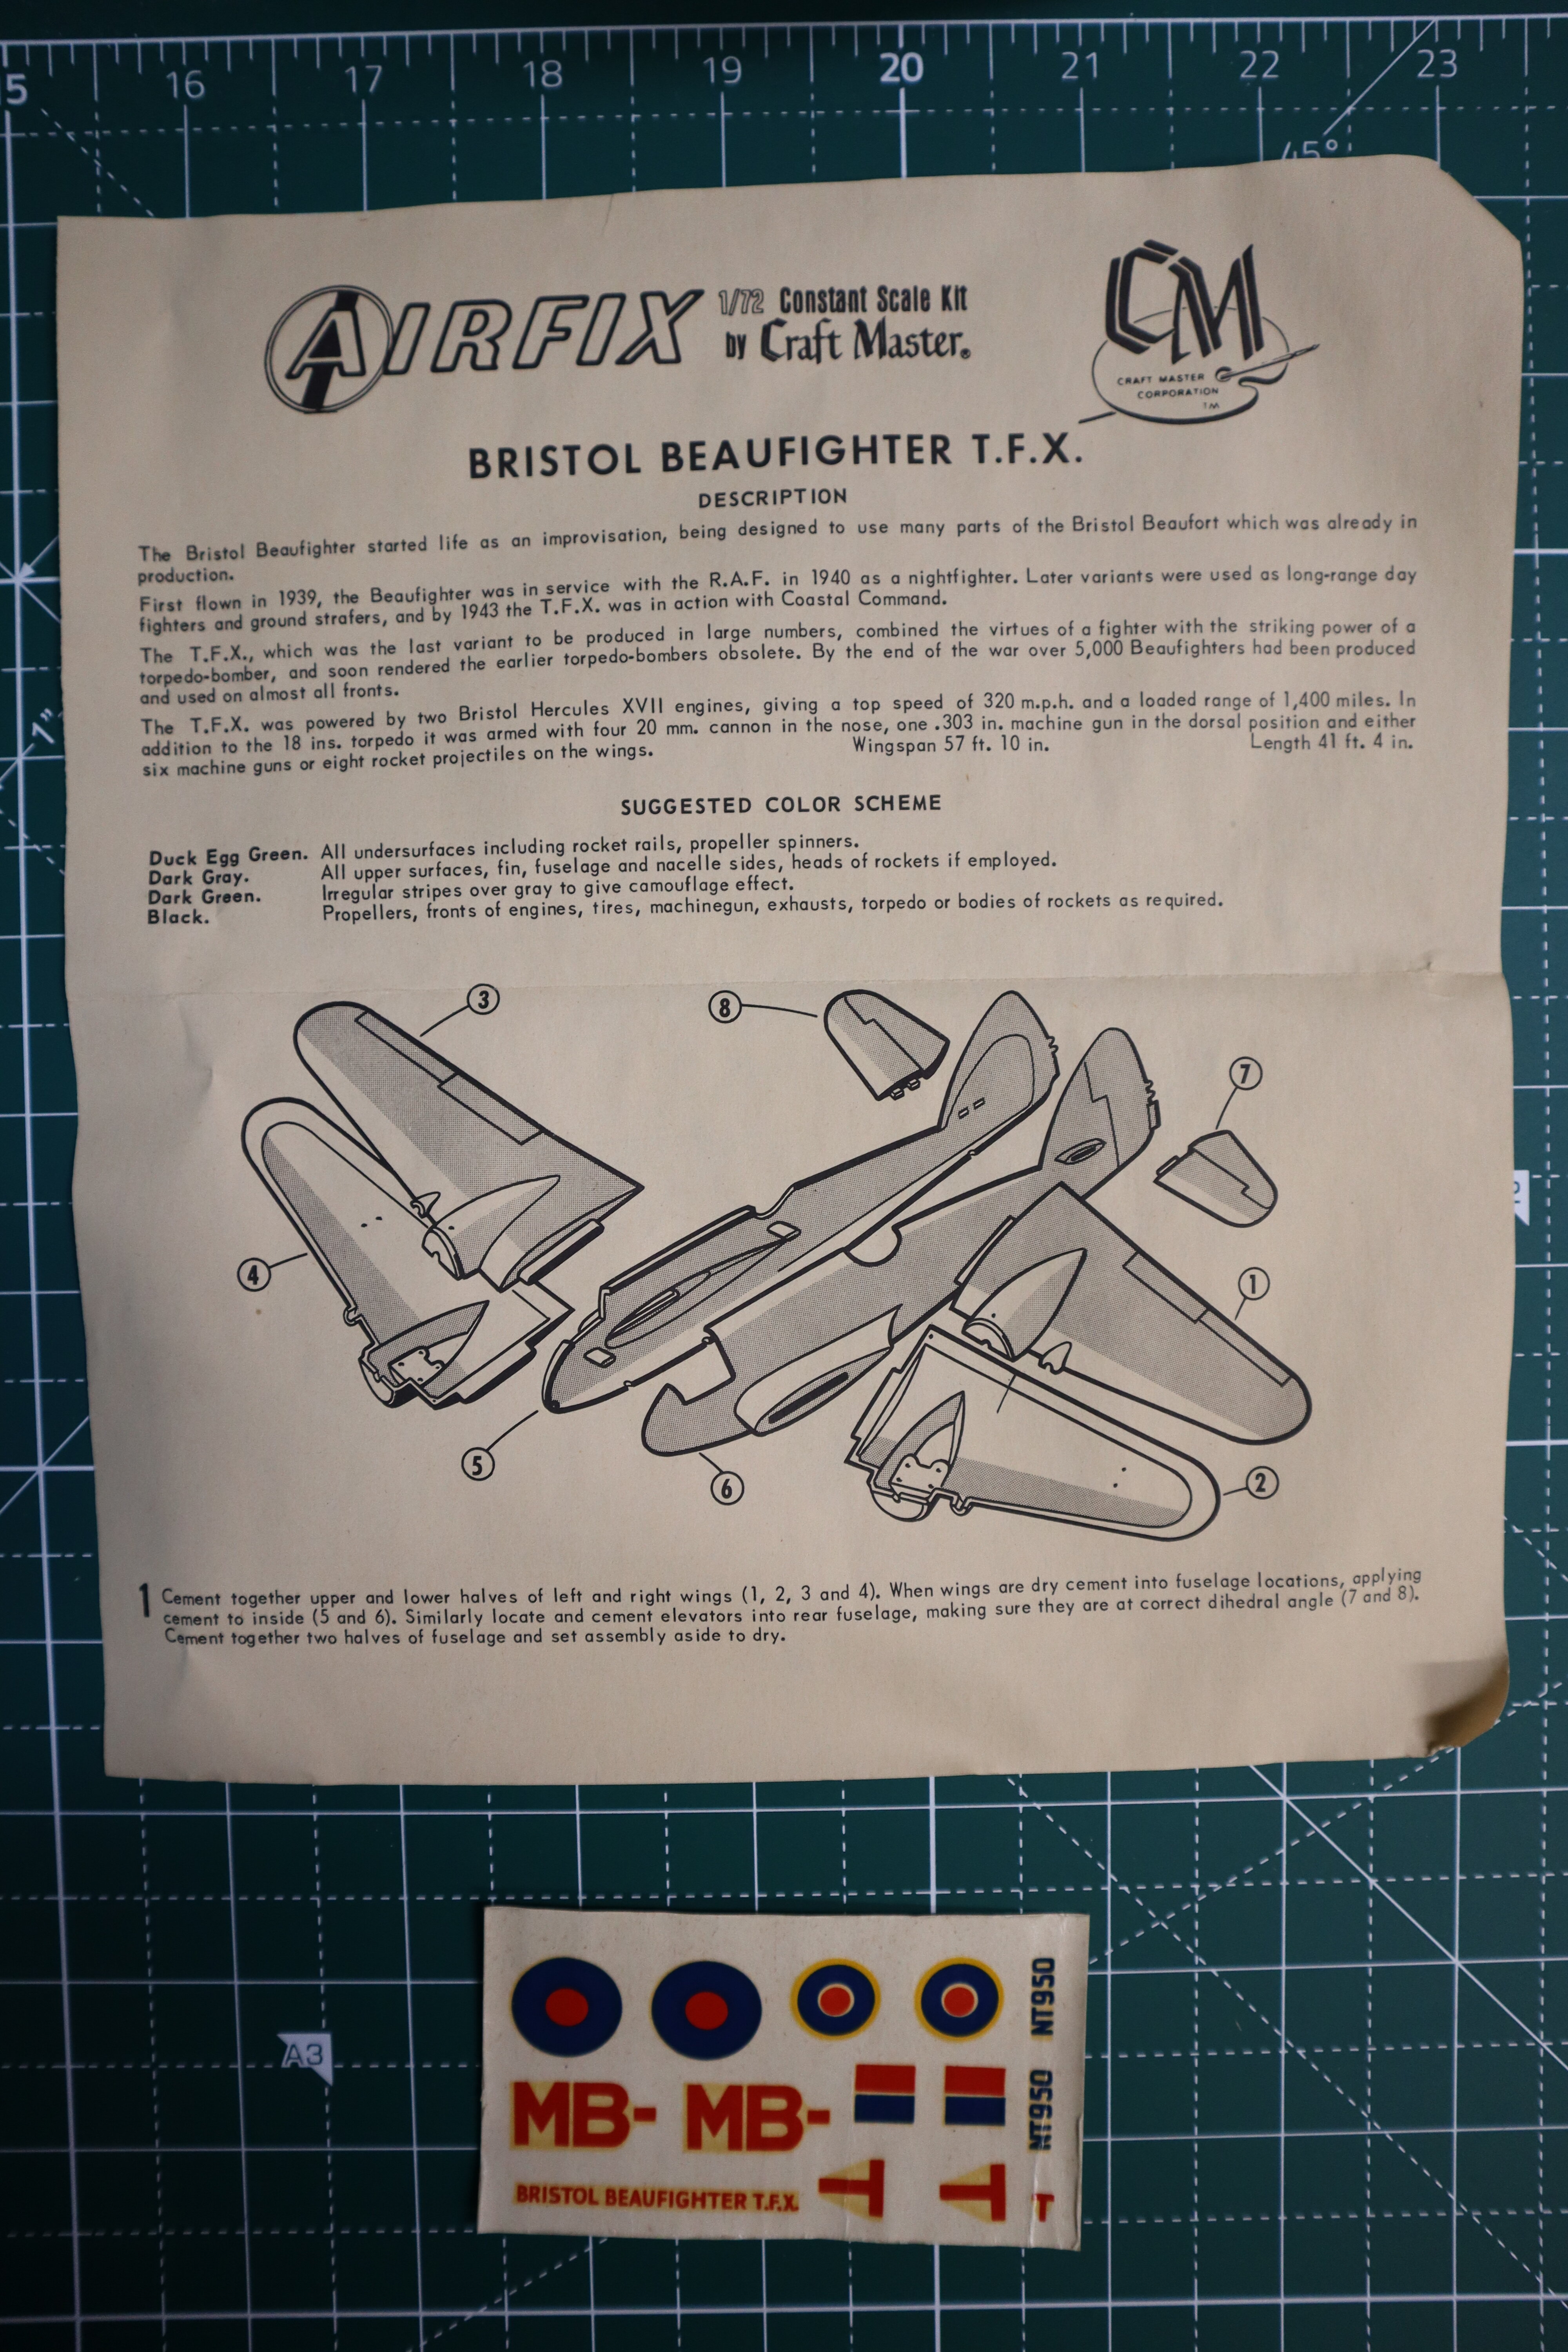 15 16 17 18 19 20 21 22 23
45°
AIRFIX 1/72 Constant Scale Kit
by Craft Master®
CM
CRAFT MASTER
CORPORATION
TM
BRISTOL BEAUFIGHTER T.F.X.
DESCRIPTION
The Bristol Beaufighter started life as an improvisation, being designed to use many parts of the Bristol Beaufort which was already in
production.
First flown in 1939, the Beaufighter was in service with the R.A.F. in 1940 as a nightfighter. Later variants were used as long-range day
fighters and ground strafers, and by 1943 the T.F.X. was in action with Coastal Command.
The T.F.X., which was the last variant to be produced in large numbers, combined the virtues of a fighter with the striking power of a
torpedo-bomber, and soon rendered the earlier torpedo-bombers obsolete. By the end of the war over 5,000 Beaufighters had been produced
and used on almost all fronts.
The T.F.X. was powered by two Bristol Hercules XVII engines, giving a top speed of 320 m.p.h. and a loaded range of 1,400 miles. In
addition to the 18 ins. torpedo it was armed with four 20 mm. cannon in the nose, one .303 in. machine gun in the dorsal position and either
six machine guns or eight rocket projectiles on the wings. Wingspan 57 ft. 10 in. Length 41 ft. 4 in.
1"
SUGGESTED COLOR SCHEME
Duck Egg Green. All undersurfaces including rocket rails, propeller spinners.
Dark Gray. All upper surfaces, fin, fuselage and nacelle sides, heads of rockets if employed.
Dark Green. Irregular stripes over gray to give camouflage effect.
Black. Propellers, fronts of engines, tires, machinegun, exhausts, torpedo or bodies of rockets as required.
3
8
7
4
1
5
6
2
1 Cement together upper and lower halves of left and right wings (1, 2, 3 and 4). When wings are dry cement into fuselage locations, applying
cement to inside (5 and 6). Similarly locate and cement elevators into rear fuselage, making sure they are at correct dihedral angle (7 and 8).
Cement together two halves of fuselage and set assembly aside to dry.
NT950
A3
MB- MB-
NT950
BRISTOL BEAUFIGHTER T.F.X.
T T T